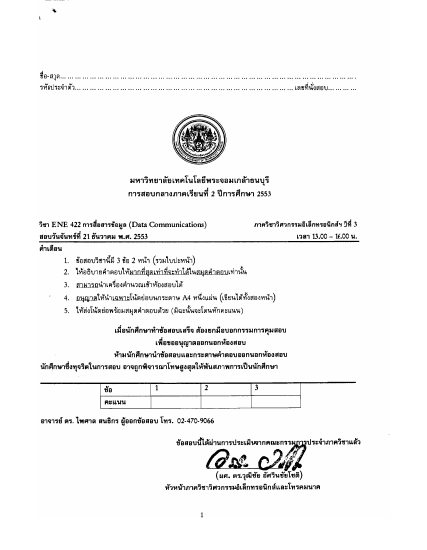 ชื่อ-สกุล
รหัสประจำตัว เลขที่นั่งสอบ
มหาวิทยาลัยเทคโนโลยีพระจอมเกล้าธนบุรี
การสอบกลางภาคเรียนที่ 2 ปีการศึกษา 2553
วิชา ENE 422 การสื่อสารข้อมูล (Data Communications) ภาควิชาวิศวกรรมอิเล็กทรอนิกส์ฯ ปีที่ 3
สอบวันจันทร์ที่ 21 ธันวาคม พ.ศ. 2553 เวลา 13.00 – 16.00 น.
คำเตือน
1. ข้อสอบวิชานี้มี 3 ข้อ 2 หน้า (รวมใบปะหน้า)
2. ให้อธิบายคำตอบให้มากที่สุดเท่าที่จะทำได้ในสมุดคำตอบเท่านั้น
3. สามารถนำเครื่องคำนวณเข้าห้องสอบได้
4. อนุญาตให้นำเฉพาะโน้ตย่อบนกระดาษ A4 หนึ่งแผ่น (เขียนได้ทั้งสองหน้า)
5. ให้ส่งโน้ตย่อพร้อมสมุดคำตอบด้วย (มิฉะนั้นจะโดนหักคะแนน)
เมื่อนักศึกษาทำข้อสอบเสร็จ ต้องยกมือบอกกรรมการคุมสอบ
เพื่อขออนุญาตออกนอกห้องสอบ
ห้ามนักศึกษานำข้อสอบและกระดาษคำตอบออกนอกห้องสอบ
นักศึกษาซึ่งทุจริตในการสอบ อาจถูกพิจารณาโทษสูงสุดให้พ้นสภาพการเป็นนักศึกษา
ข้อ 1 2 3
คะแนน
อาจารย์ ดร. ไพศาล สนธิกร ผู้ออกข้อสอบ โทร. 02-470-9066
ข้อสอบนี้ได้ผ่านการประเมินจากคณะกรรมการประจำภาควิชาแล้ว
(ผศ. ดร.วุฒิชัย อัศวินชัยโชติ)
หัวหน้าภาควิชาวิศวกรรมอิเล็กทรอนิกส์และโทรคมนาคม
1